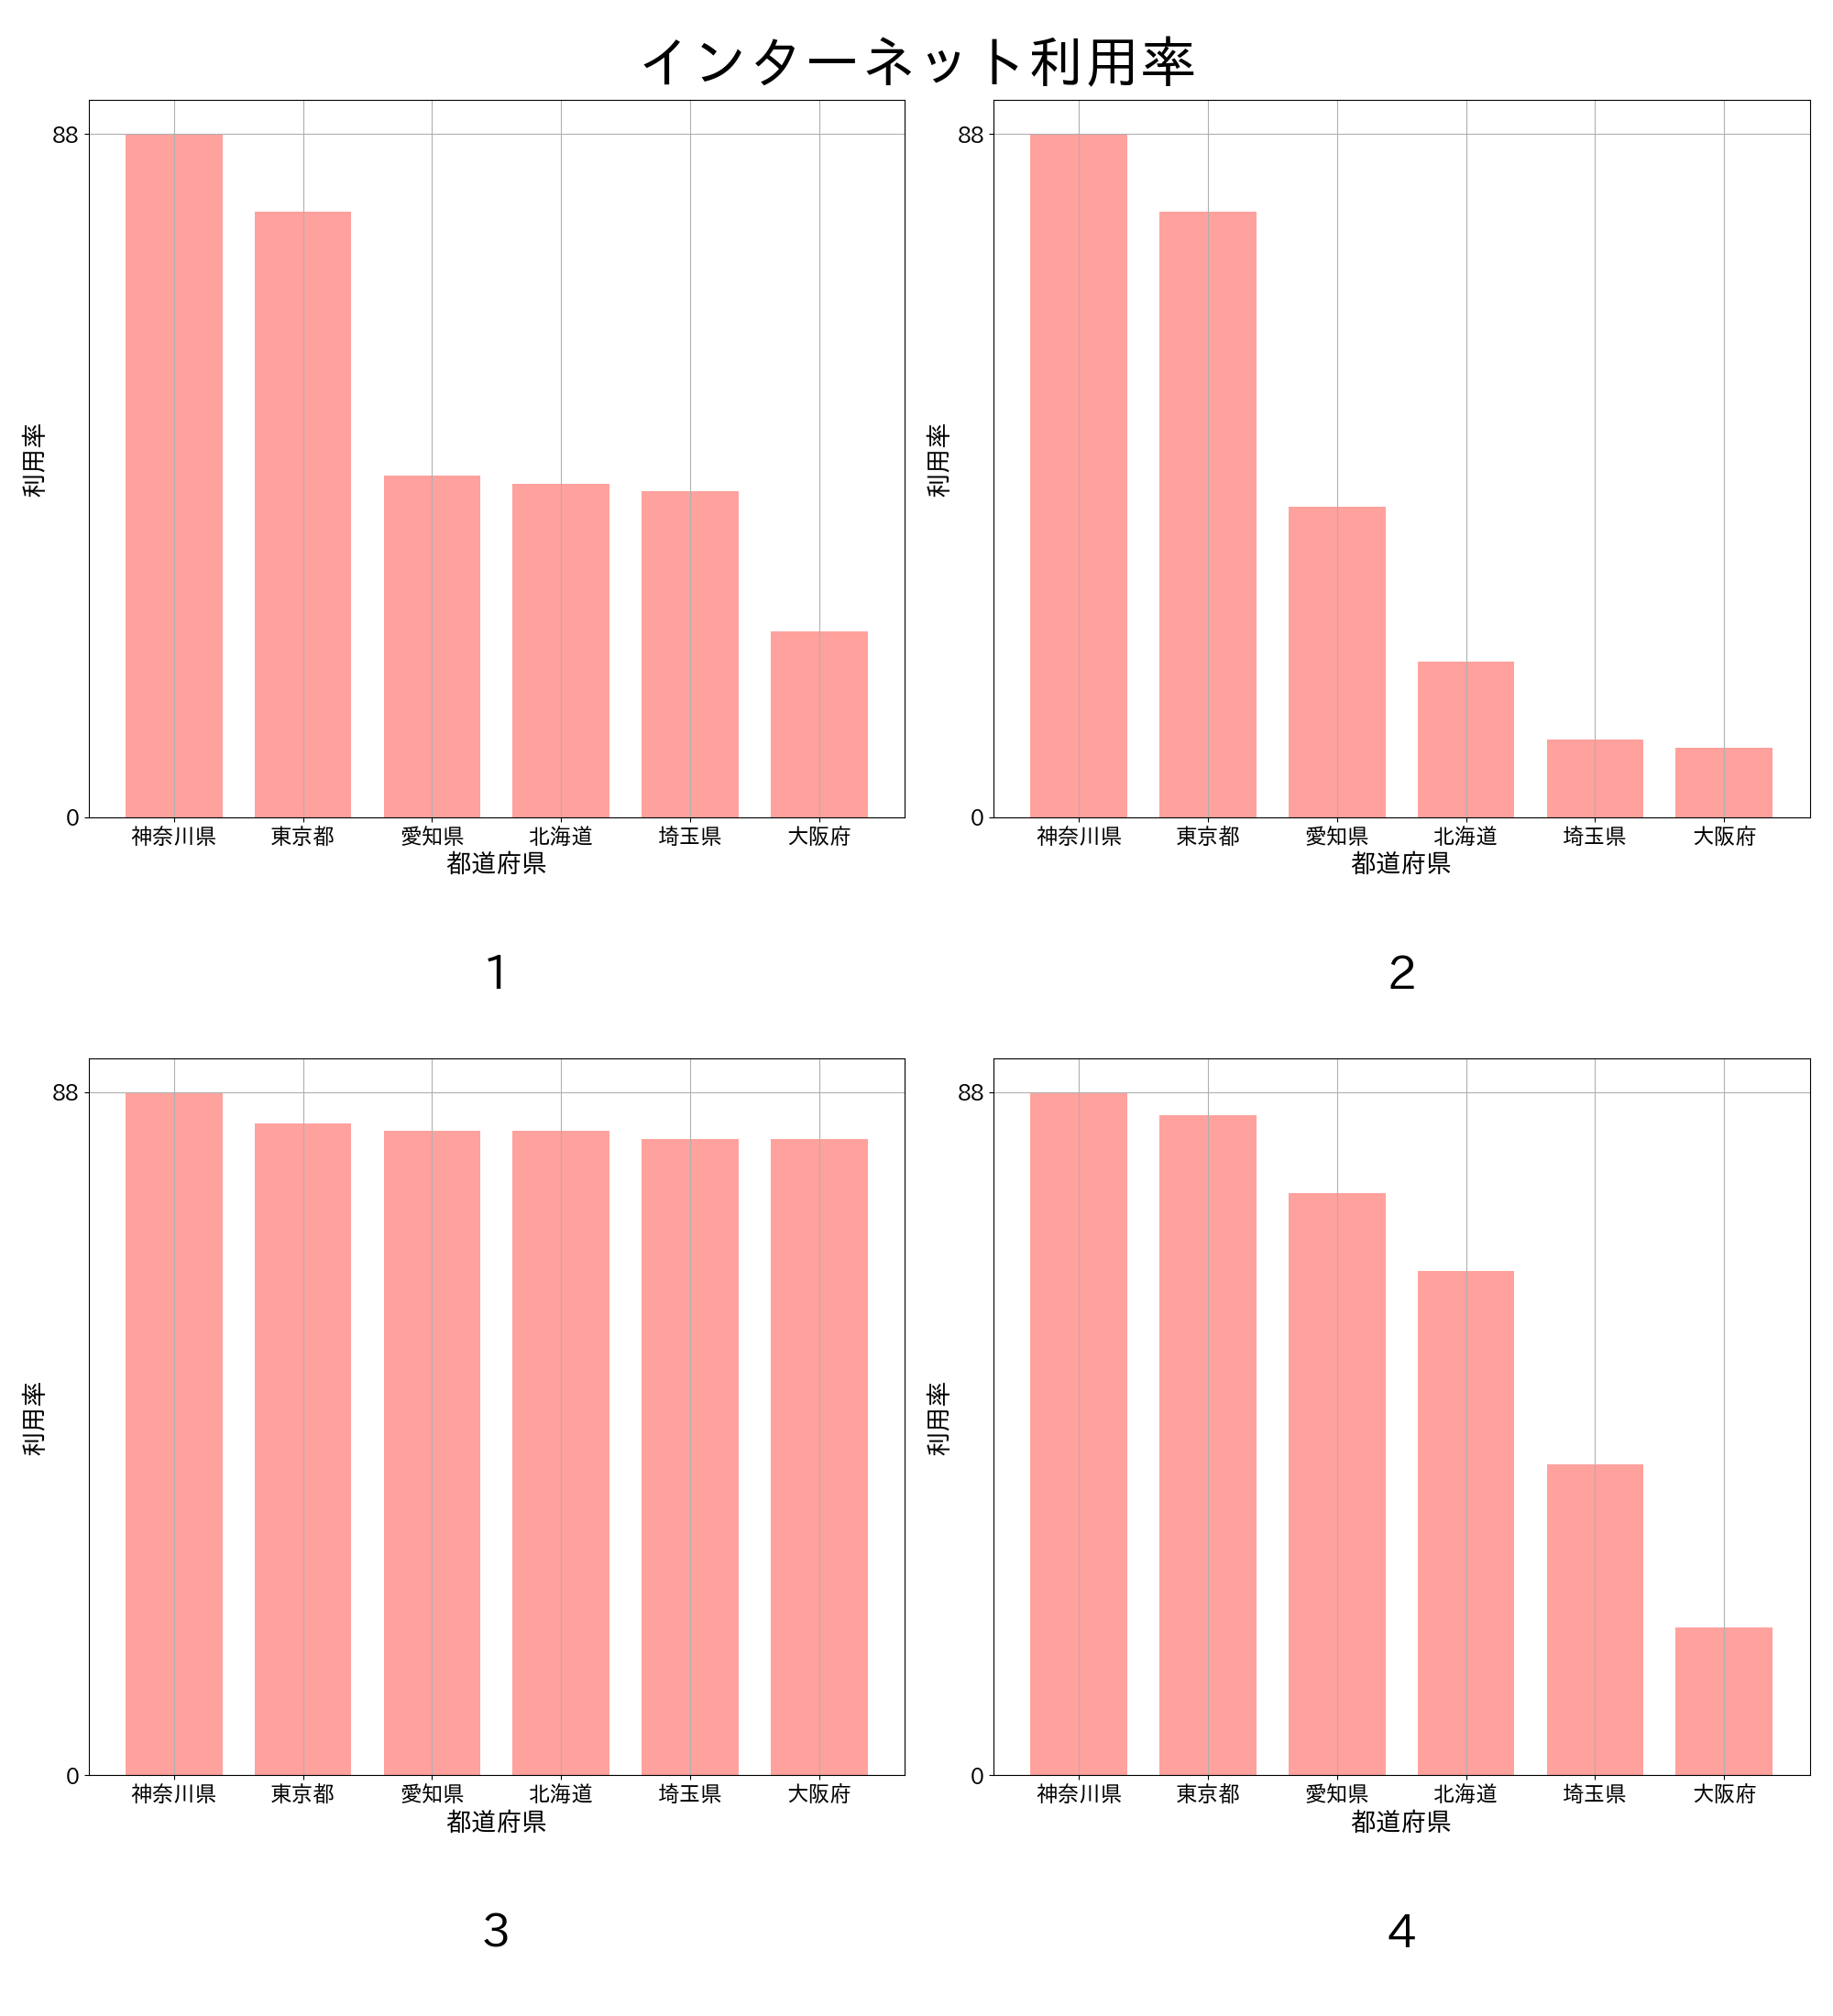 インターネット利用率
88
0
利用率
神奈川県 東京都 愛知県 北海道 埼玉県 大阪府
都道府県
1
88
0
利用率
神奈川県 東京都 愛知県 北海道 埼玉県 大阪府
都道府県
2
88
0
利用率
神奈川県 東京都 愛知県 北海道 埼玉県 大阪府
都道府県
3
88
0
利用率
神奈川県 東京都 愛知県 北海道 埼玉県 大阪府
都道府県
4